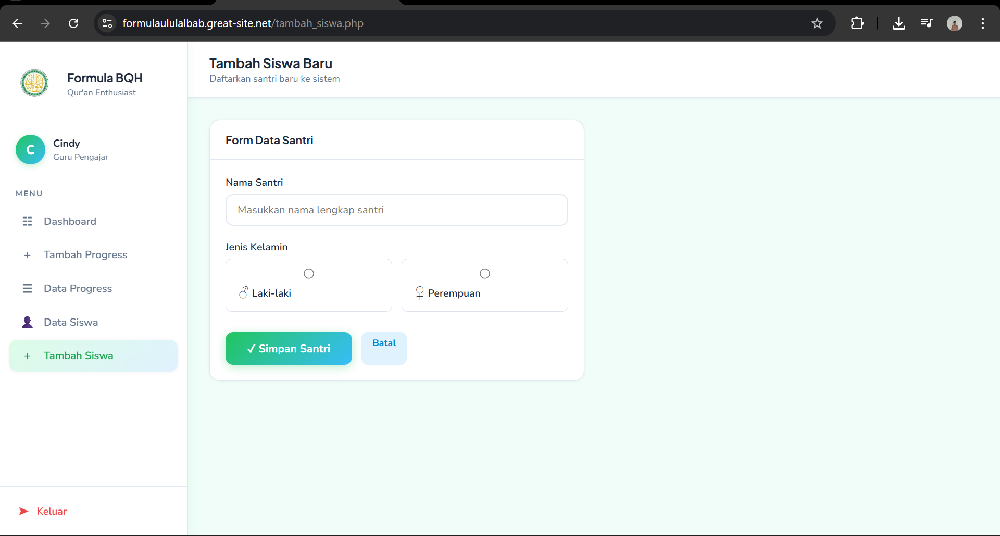 formulaululalbab.great-site.net/tambah_siswa.php
Formula BQH
Qur'an Enthusiast
C
Cindy
Guru Pengajar
MENU
Dashboard
+ Tambah Progress
Data Progress
Data Siswa
+ Tambah Siswa
Keluar
Tambah Siswa Baru
Daftarkan santri baru ke sistem
Form Data Santri
Nama Santri
Masukkan nama lengkap santri
Jenis Kelamin
♂ Laki-laki
♀ Perempuan
✓ Simpan Santri
Batal